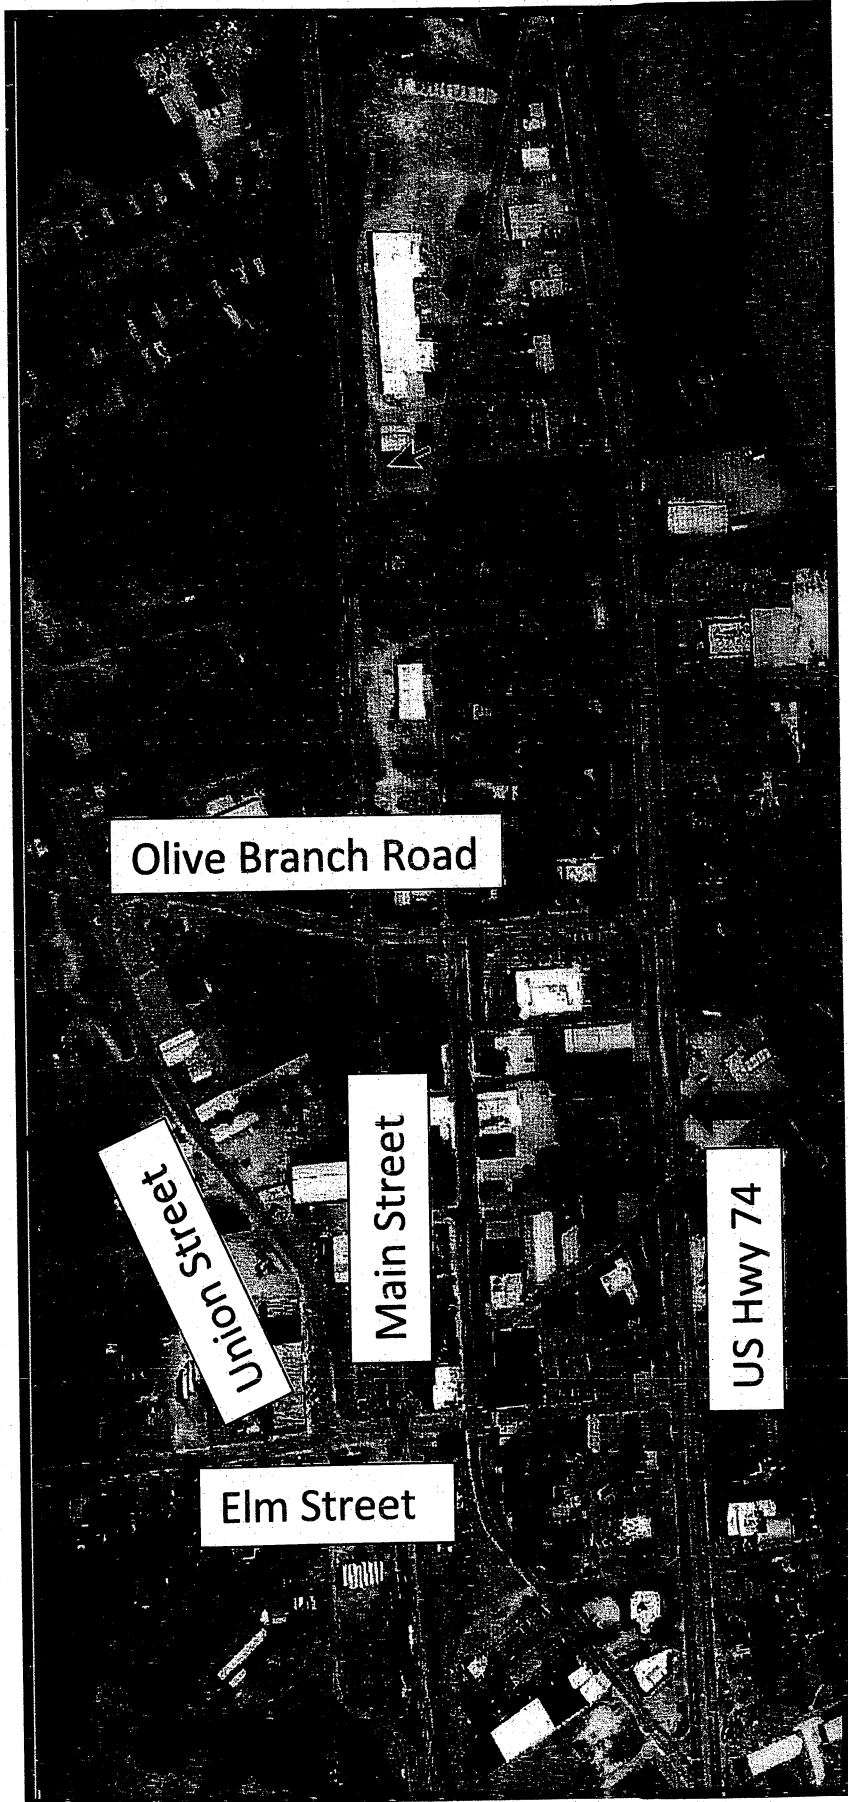 Olive Branch Road
Main Street
Union Street
US Hwy 74
Elm Street